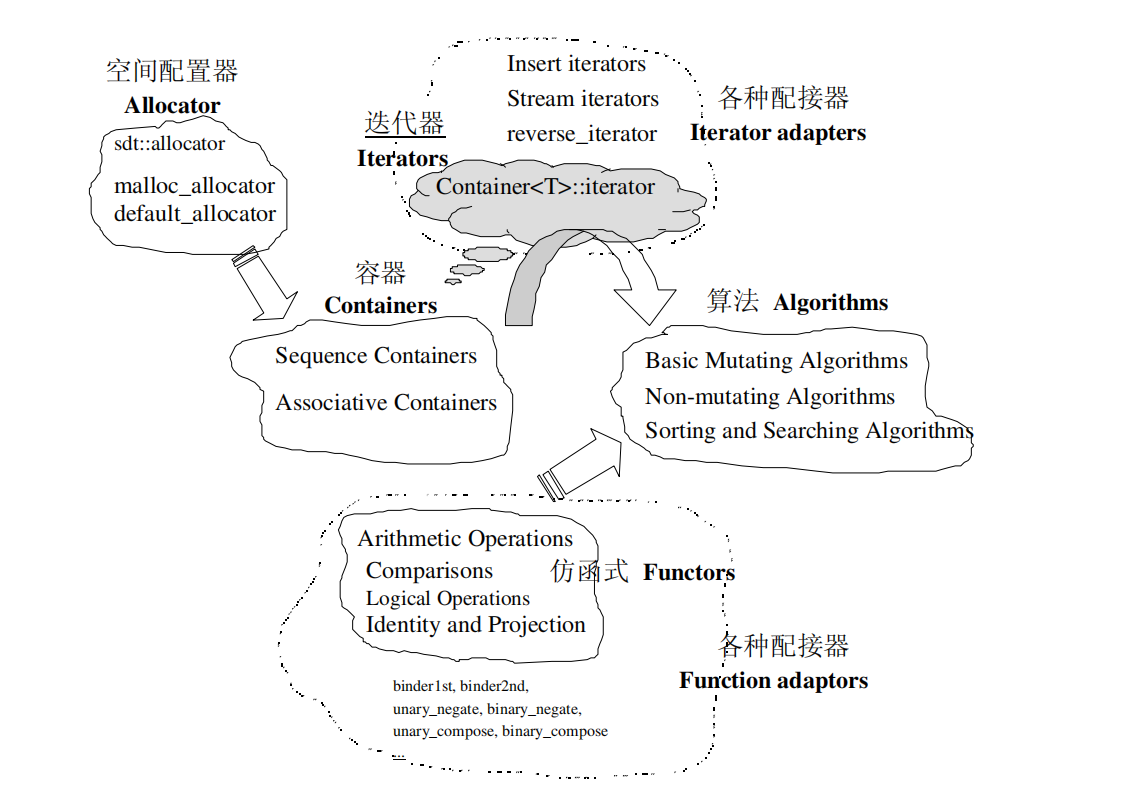 空间配置器
Allocator
sdt::allocator
malloc_allocator
default_allocator
Insert iterators
Stream iterators
reverse_iterator
各种配接器
Iterator adapters
迭代器
Iterators
Container<T>::iterator
容器
Containers
Sequence Containers
Associative Containers
算法 Algorithms
Basic Mutating Algorithms
Non-mutating Algorithms
Sorting and Searching Algorithms
Arithmetic Operations
Comparisons
Logical Operations
Identity and Projection
仿函式 Functors
各种配接器
Function adaptors
binder1st, binder2nd,
unary_negate, binary_negate,
unary_compose, binary_compose
...